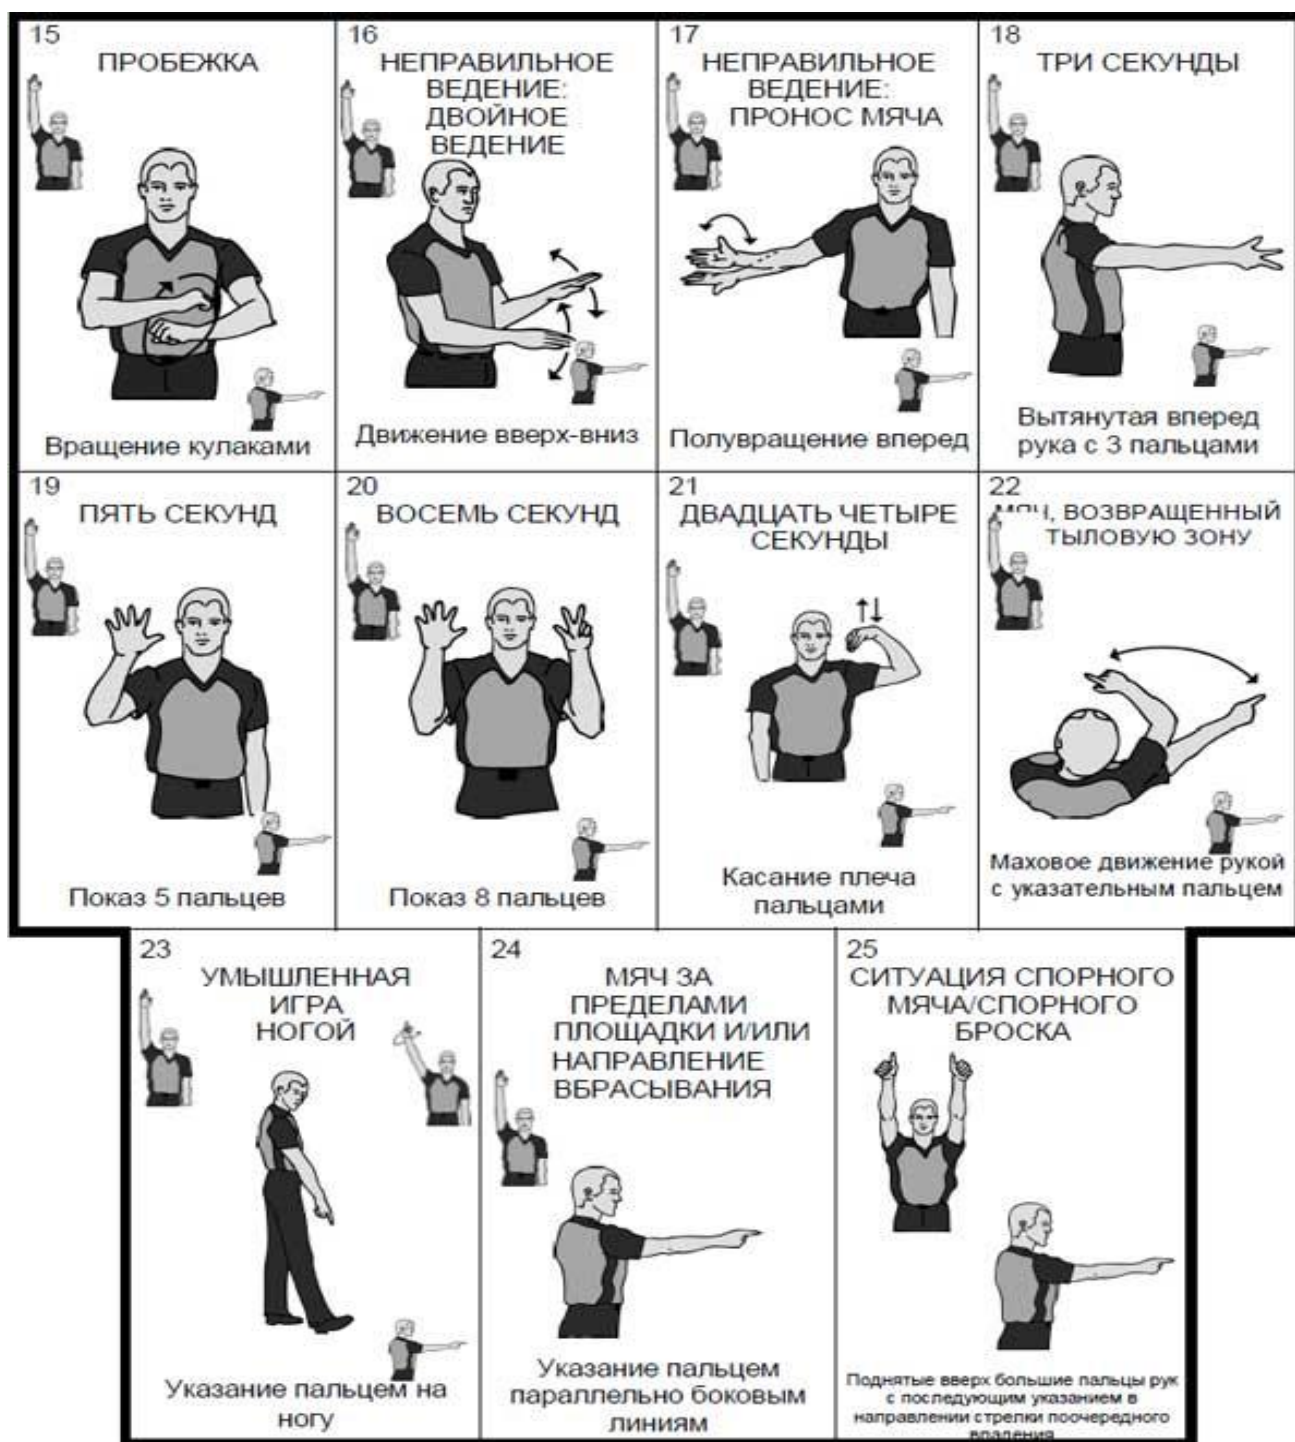 15
ПРОБЕЖКА
Вращение кулаками
16
НЕПРАВИЛЬНОЕ
ВЕДЕНИЕ:
ДВОЙНОЕ
ВЕДЕНИЕ
Движение вверх-вниз
17
НЕПРАВИЛЬНОЕ
ВЕДЕНИЕ:
ПРОНОС МЯЧА
Полувращение вперед
18
ТРИ СЕКУНДЫ
Вытянутая вперед
рука с 3 пальцами
19
ПЯТЬ СЕКУНД
Показ 5 пальцев
20
ВОСЕМЬ СЕКУНД
Показ 8 пальцев
21
ДВАДЦАТЬ ЧЕТЫРЕ
СЕКУНДЫ
Касание плеча
пальцами
22
МЯЧ, ВОЗВРАЩЕННЫЙ
ТЫЛОВУЮ ЗОНУ
Маховое движение рукой
с указательным пальцем
23
УМЫШЛЕННАЯ
ИГРА
НОГОЙ
Указание пальцем на
ногу
24
МЯЧ ЗА
ПРЕДЕЛАМИ
ПЛОЩАДКИ И/ИЛИ
НАПРАВЛЕНИЕ
ВБРАСЫВАНИЯ
Указание пальцем
параллельно боковым
линиям
25
СИТУАЦИЯ СПОРНОГО
МЯЧА/СПОРНОГО
БРОСКА
Поднятые вверх большие пальцы рук
с последующим указанием в
направлении стрелки поочередного
владения